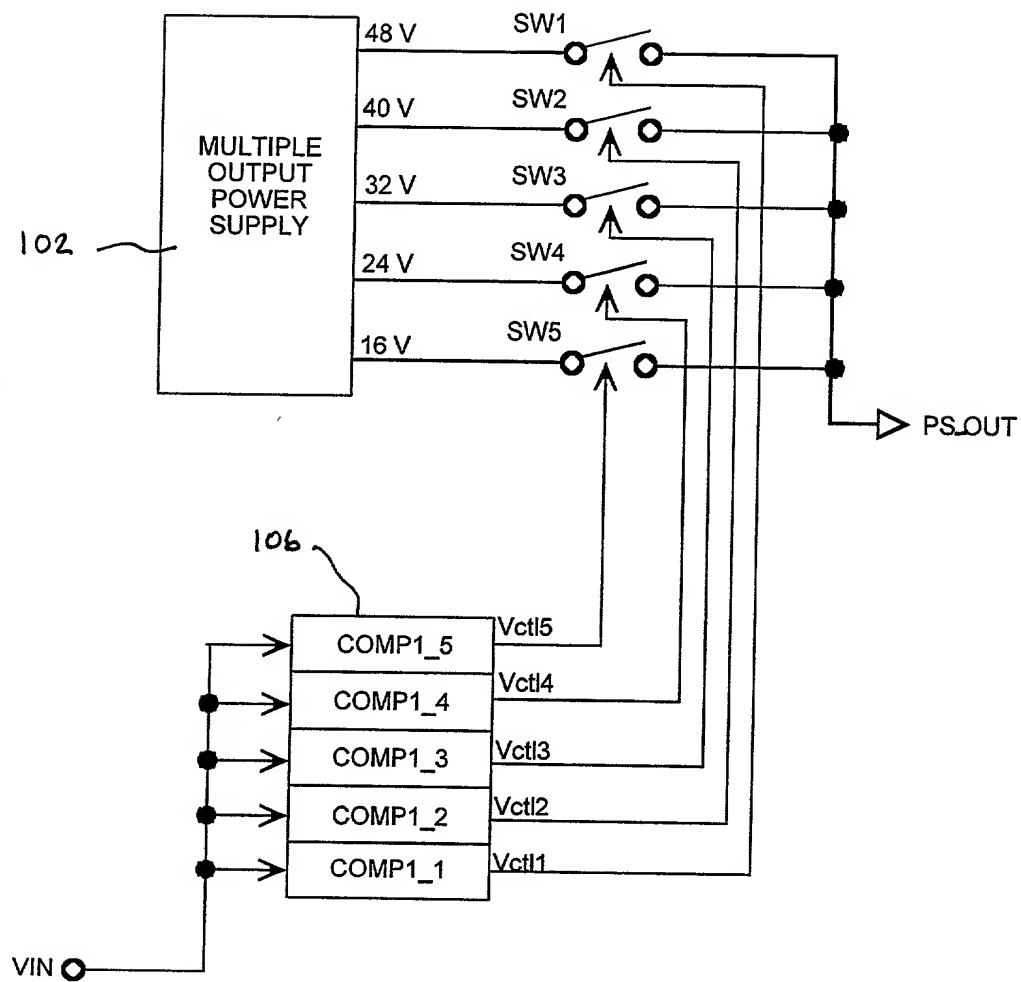 48 V
SW1
40 V
SW2
MULTIPLE
OUTPUT
POWER
SUPPLY
32 V
SW3
102
24 V
SW4
16 V
SW5
PS_OUT
106
COMP1_5
Vctl5
COMP1_4
Vctl4
COMP1_3
Vctl3
COMP1_2
Vctl2
COMP1_1
Vctl1
VIN